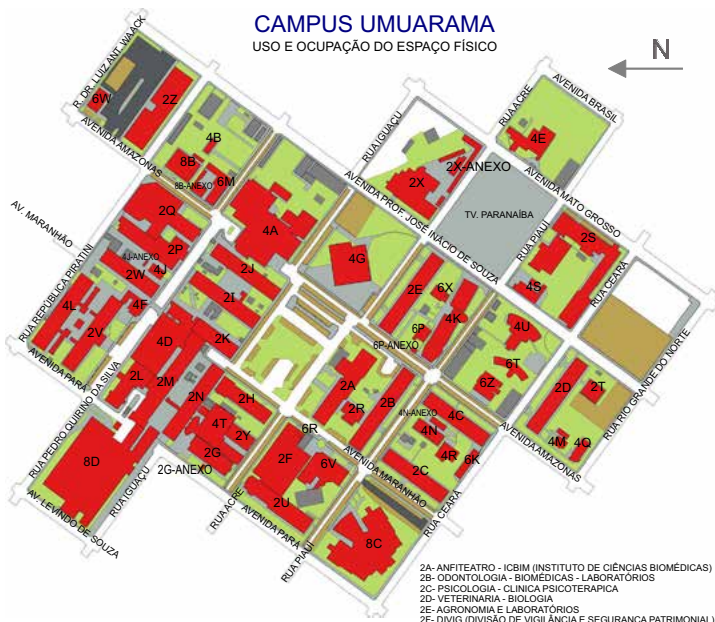 CAMPUS UMUARAMA
USO E OCUPAÇÃO DO ESPAÇO FÍSICO
N
R. DR. LUIZ ANT. WAACK
6W
2Z
AVENIDA AMAZONAS
4B
8B
8B-ANEXO
6M
RUA IGUAÇU
RUA ACRE
AVENIDA BRASIL
4E
2X-ANEXO
2X
AVENIDA MATO GROSSO
AVENIDA PROF. JOSÉ INÁCIO DE SOUZA
TV. PARANAÍBA
RUA PIAUÍ
2S
RUA CEARÁ
4S
AV. MARANHÃO
2Q
2P
4J-ANEXO
4J
2W
4A
2J
4G
RUA REPÚBLICA PIRATINI
4L
4F
2I
2E
6X
6P
4K
4U
2V
4D
2K
6P-ANEXO
6T
RUA RIO GRANDE DO NORTE
AVENIDA PARÁ
2L
2M
2A
6Z
2D
2T
RUA PEDRO QUIRINO DA SILVA
2N
2H
2R
2B
4N-ANEXO
4C
AVENIDA AMAZONAS
4T
2Y
6R
4N
4M
4Q
8D
2G
2G-ANEXO
2F
6V
AVENIDA MARANHÃO
4R
6K
2C
AV. LEVINDO DE SOUZA
RUA IGUAÇU
RUA ACRE
2U
AVENIDA PARÁ
RUA PIAUÍ
8C
RUA CEARÁ
2A- ANFITEATRO - ICBIM (INSTITUTO DE CIÊNCIAS BIOMÉDICAS)
2B- ODONTOLOGIA - BIOMÉDICAS - LABORATÓRIOS
2C- PSICOLOGIA - CLINICA PSICOTERAPICA
2D- VETERINARIA - BIOLOGIA
2E- AGRONOMIA E LABORATÓRIOS
2F- DIVIG (DIVISÃO DE VIGILÂNCIA E SEGURANÇA PATRIMONIAL)